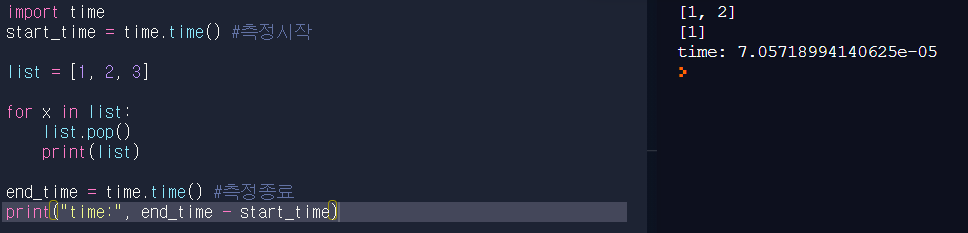 import time
start_time = time.time() #측정시작
list = [1, 2, 3]
for x in list:
    list.pop()
    print(list)
end_time = time.time() #측정종료
print("time:", end_time - start_time)
[1, 2]
[1]
time: 7.05718994140625e-05